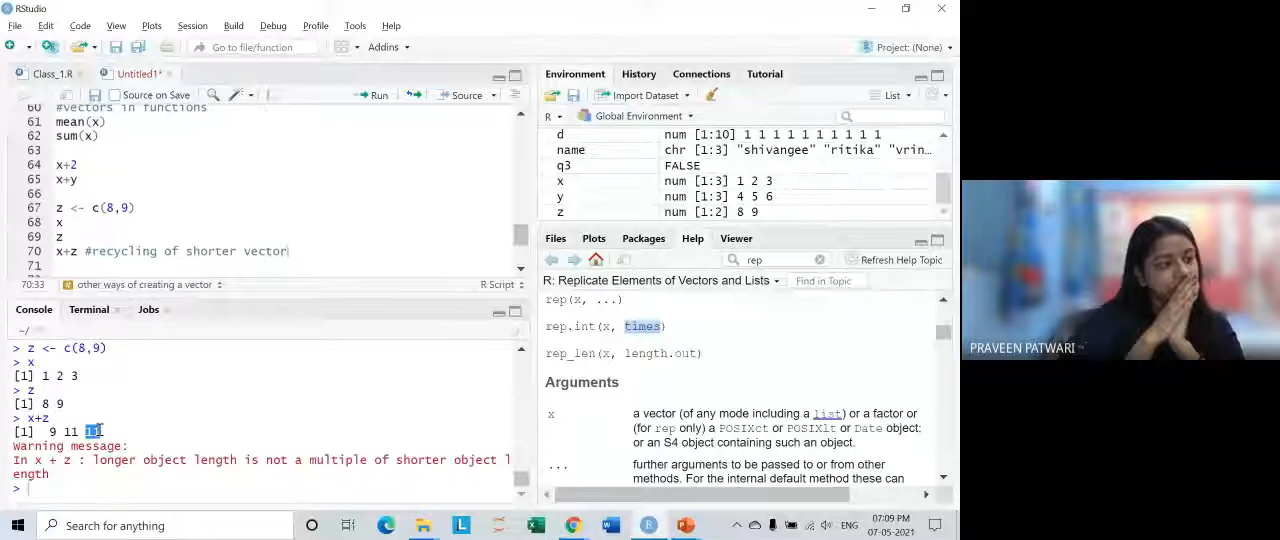 RStudio
File Edit Code View Plots Session Build Debug Profile Tools Help
Go to file/function Addins Project: (None)
Class_1.R Untitled1*
Source on Save Run Source
60 #vectors in functions
61 mean(x)
62 sum(x)
63
64 x+2
65 x+y
66
67 z <- c(8,9)
68 x
69 z
70 x+z #recycling of shorter vector
71
70:33 other form of creating a vector R Script
Console Terminal Jobs
~/
> z <- c(8,9)
> x
[1] 1 2 3
> z
[1] 8 9
> x+z
[1] 9 11 11
Warning message:
In x + z : longer object length is not a multiple of shorter object l
ength
>
Environment History Connections Tutorial
Import Dataset List
R Global Environment
d num [1:10] 1 1 1 1 1 1 1 1 1 1
name chr [1:3] "shivangee" "ritika" "vrin…
q3 FALSE
x num [1:3] 1 2 3
y num [1:3] 4 5 6
z num [1:2] 8 9
Files Plots Packages Help Viewer
rep Refresh Help Topic
R: Replicate Elements of Vectors and Lists Find in Topic
rep(x, ...)
rep.int(x, times)
rep_len(x, length.out)
Arguments
x a vector (of any mode including a list) or a factor or
(for rep only) a POSIXct or POSIXlt or Date object;
or an S4 object containing such an object.
... further arguments to be passed to or from other
methods. For the internal default method these can
PRAVEEN PATWARI
Search for anything
ENG
07:09 PM
07-05-2021